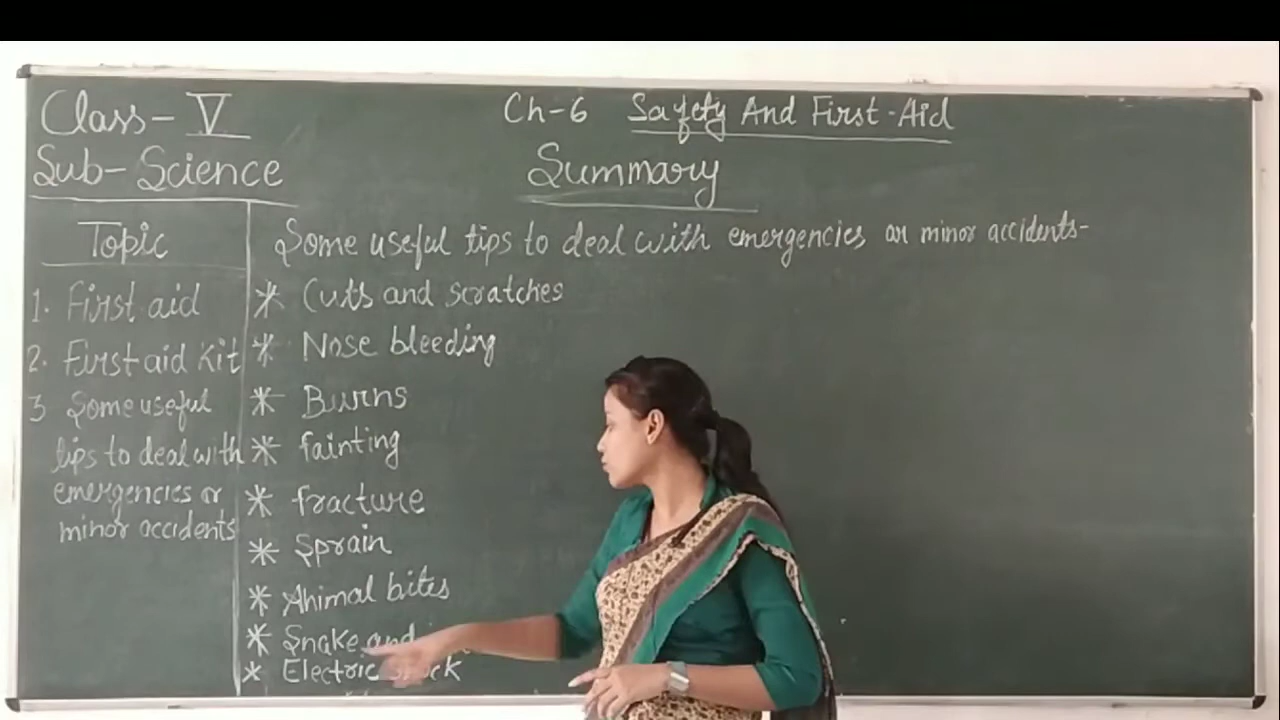 Class - V
Sub - Science
Ch-6 Safety And First-Aid
Summary
Topic
1. First aid
2. First aid Kit
3 Some useful
tips to deal with
emergencies or
minor accidents
Some useful tips to deal with emergencies or minor accidents-
* Cuts and scratches
* Nose bleeding
* Burns
* fainting
* fracture
* Sprain
* Animal bites
* Snake and
* Electric